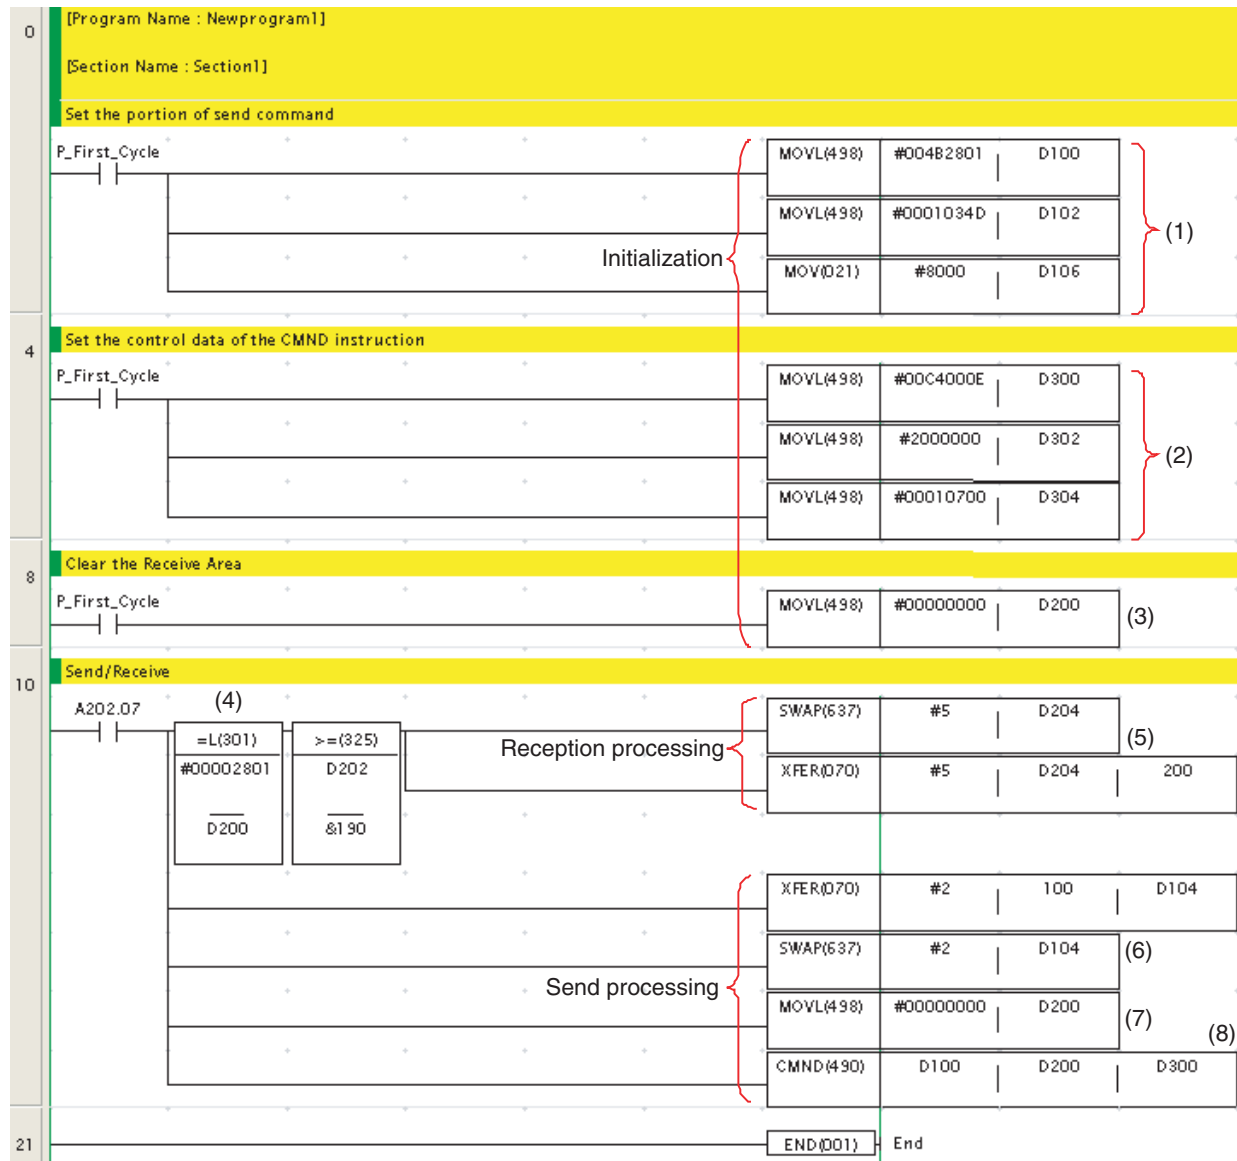 0
[Program Name : Newprogram1]
[Section Name : Section1]
Set the portion of send command
P_First_Cycle
MOVL(498) #004B2801 D100
MOVL(498) #0001034D D102
MOV(021) #8000 D106
Initialization
(1)
4
Set the control data of the CMND instruction
P_First_Cycle
MOVL(498) #00C4000E D300
MOVL(498) #2000000 D302
MOVL(498) #00010700 D304
(2)
8
Clear the Receive Area
P_First_Cycle
MOVL(498) #00000000 D200
(3)
10
Send/Receive
A202.07
(4)
=L(301)
#00002801
D200
>=(325)
D202
&190
Reception processing
SWAP(637) #5 D204
(5)
XFER(070) #5 D204 200
Send processing
XFER(070) #2 100 D104
SWAP(637) #2 D104
(6)
MOVL(498) #00000000 D200
(7)
(8)
CMND(490) D100 D200 D300
21
END(001) End